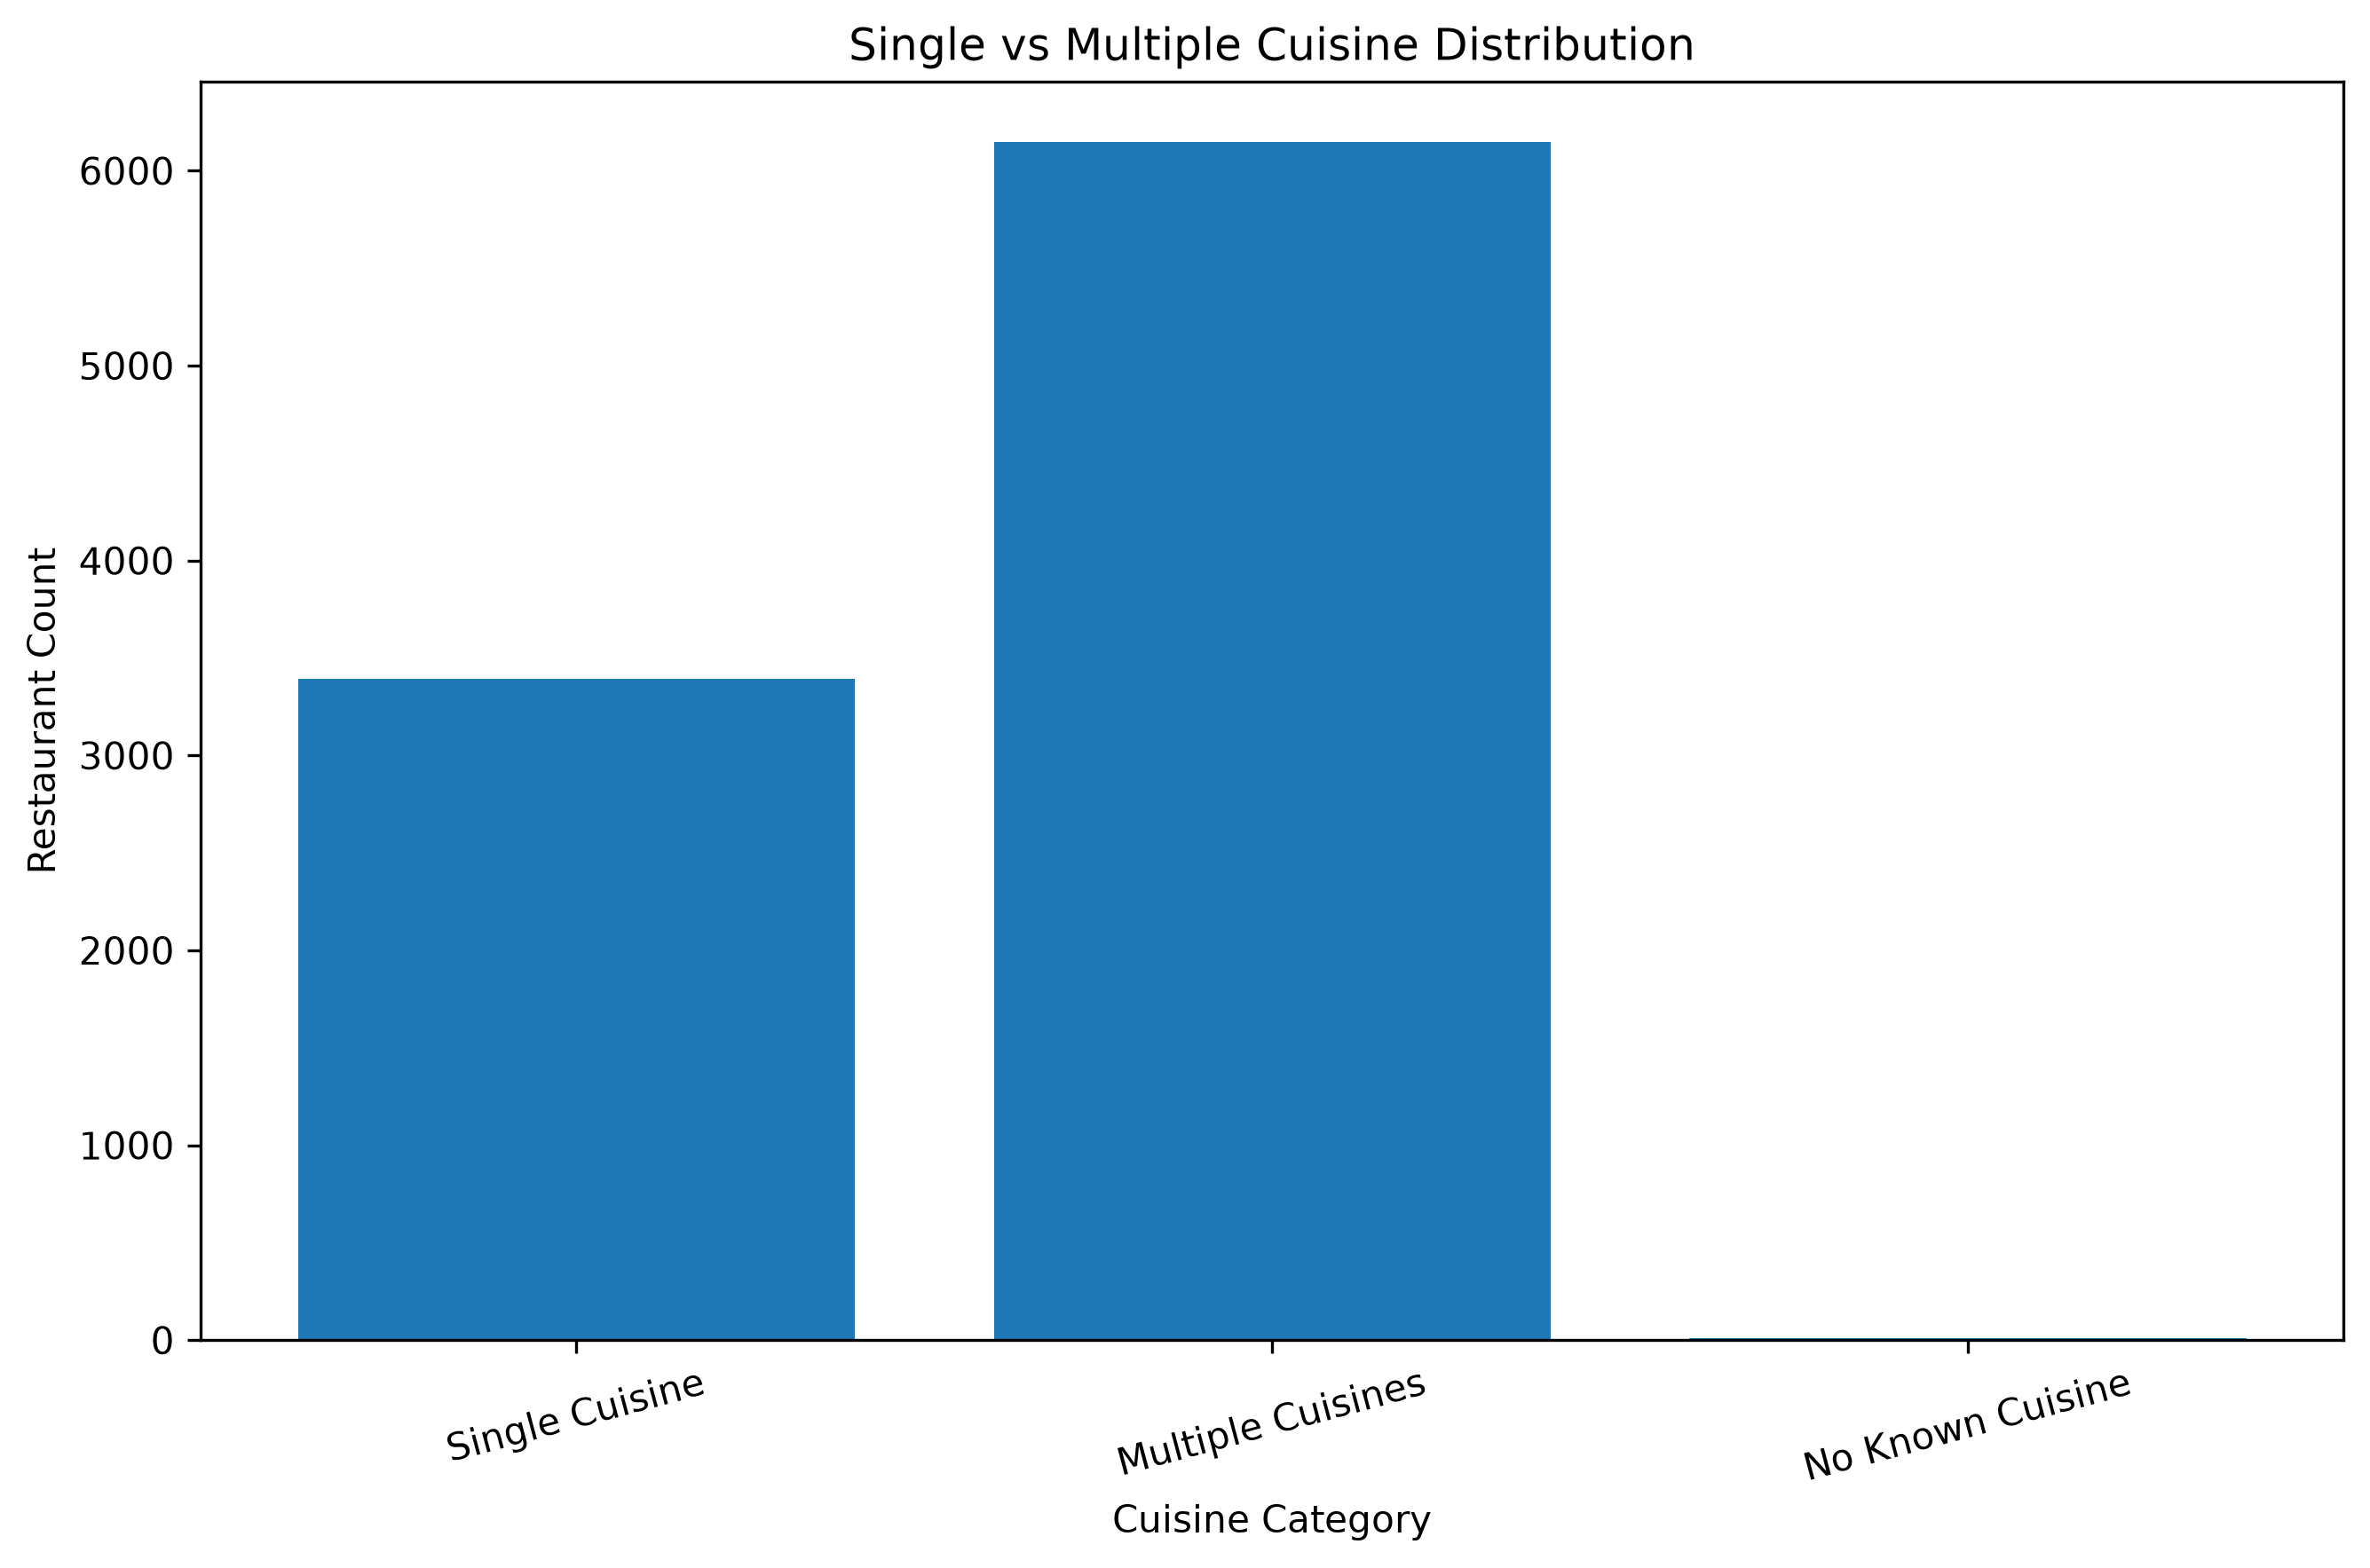 Single vs Multiple Cuisine Distribution
Restaurant Count
6000
5000
4000
3000
2000
1000
0
Single Cuisine
Multiple Cuisines
No Known Cuisine
Cuisine Category